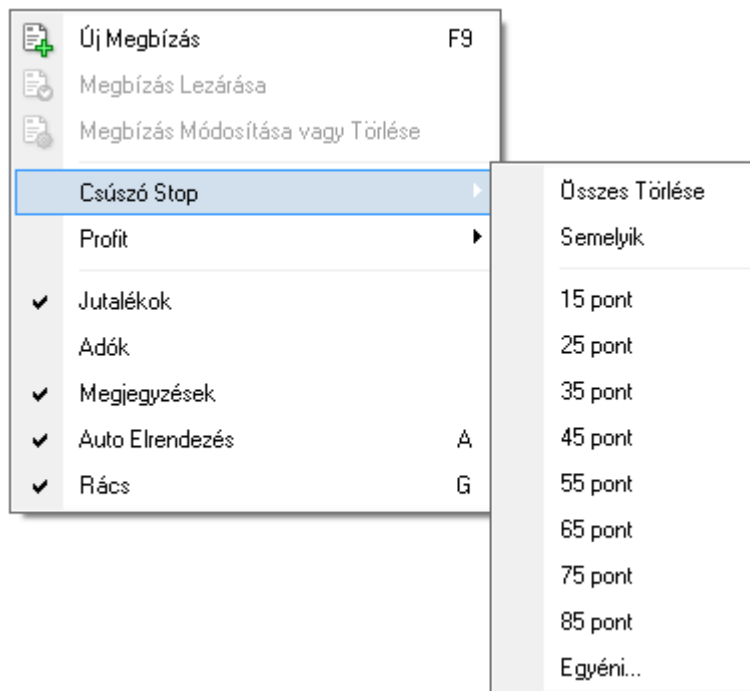 Új Megbízás F9
Megbízás Lezárása
Megbízás Módosítása vagy Törlése
Csúszó Stop
Profit
Jutalékok
Adók
Megjegyzések
Auto Elrendezés A
Rács G
Összes Törlése
Semelyik
15 pont
25 pont
35 pont
45 pont
55 pont
65 pont
75 pont
85 pont
Egyéni...